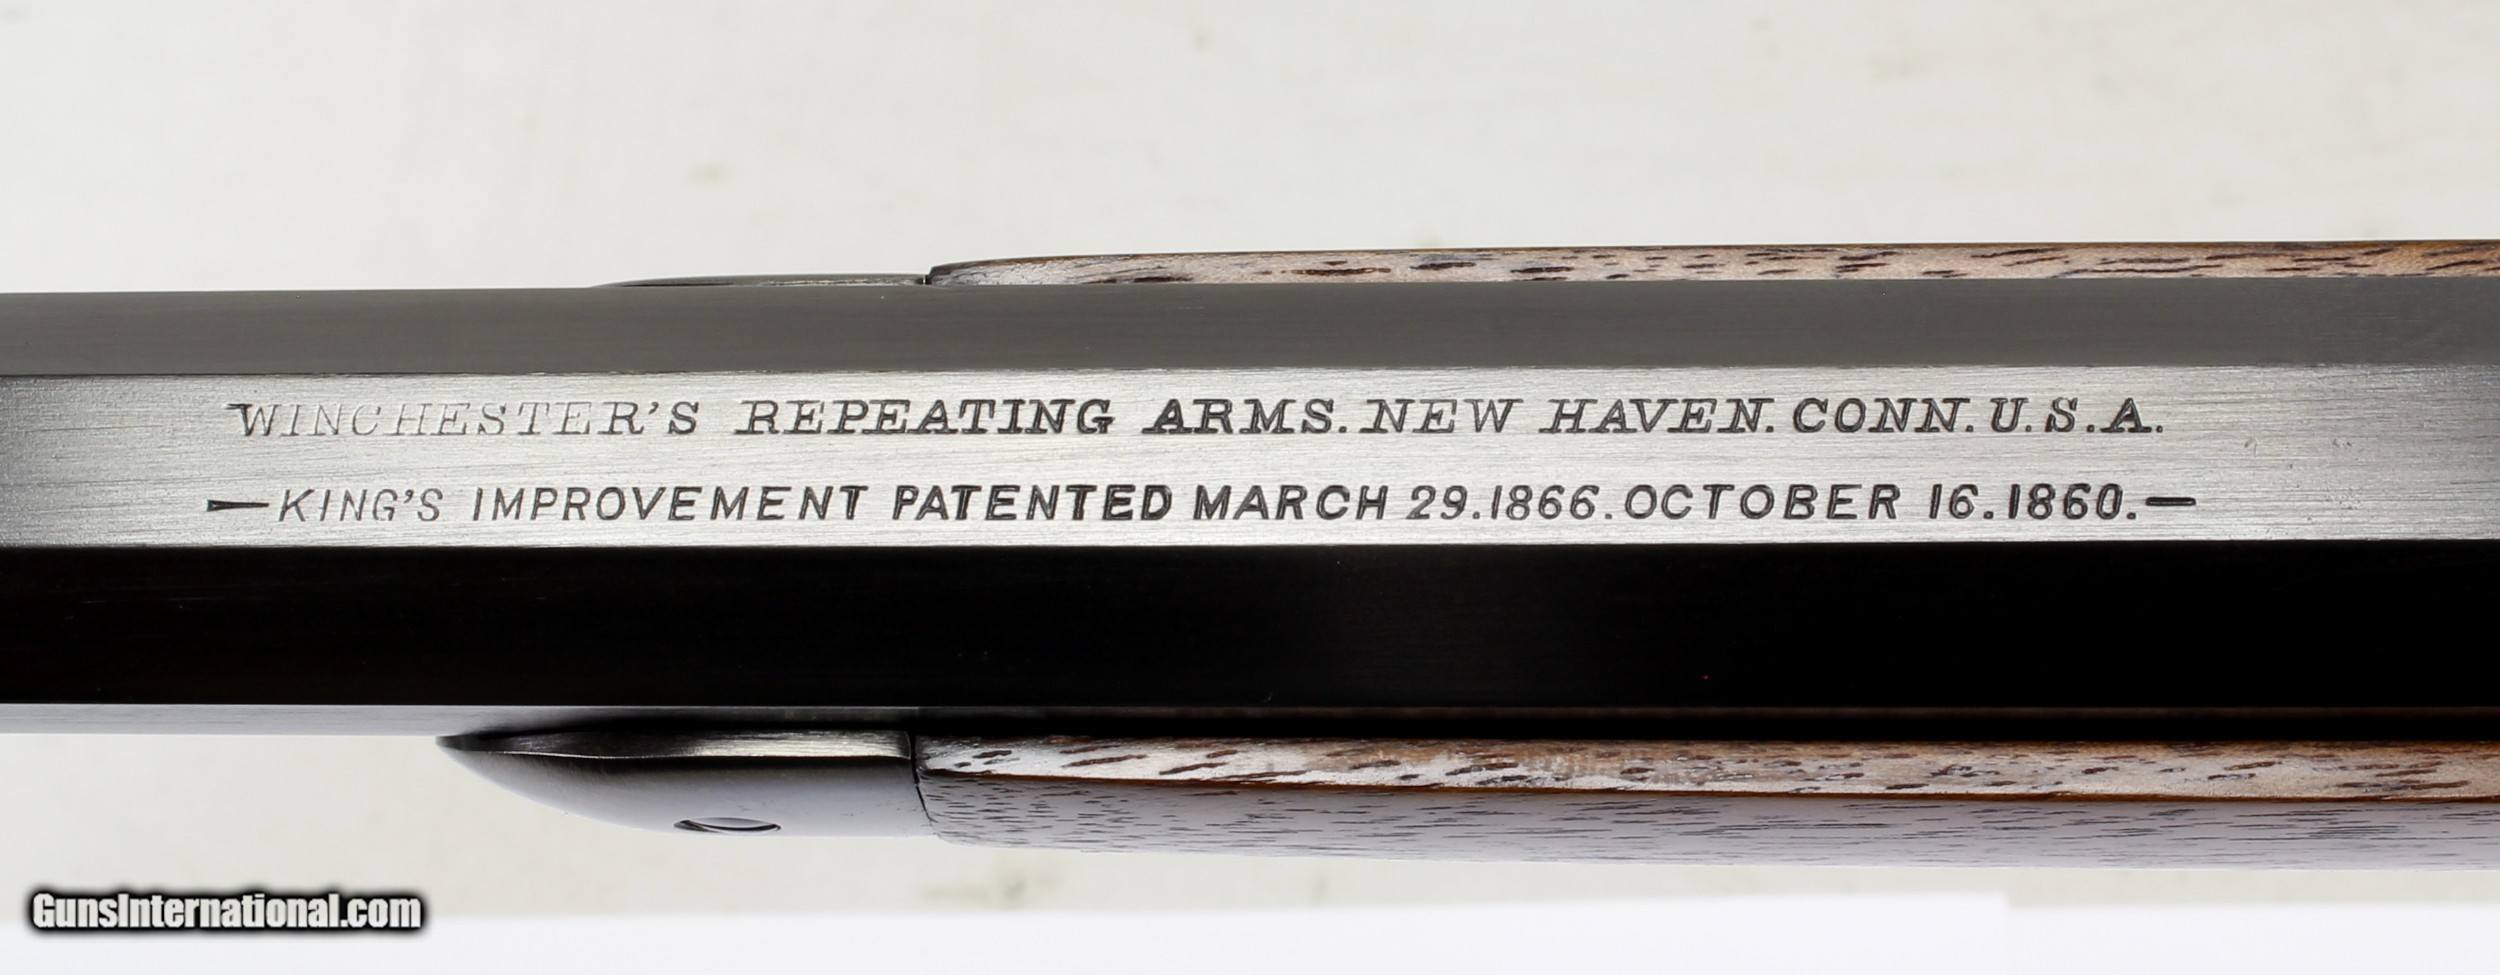 WINCHESTER'S REPEATING ARMS. NEW HAVEN. CONN. U.S.A.
—KING'S IMPROVEMENT PATENTED MARCH 29.1866. OCTOBER 16.1860.—
GunsInternational.com